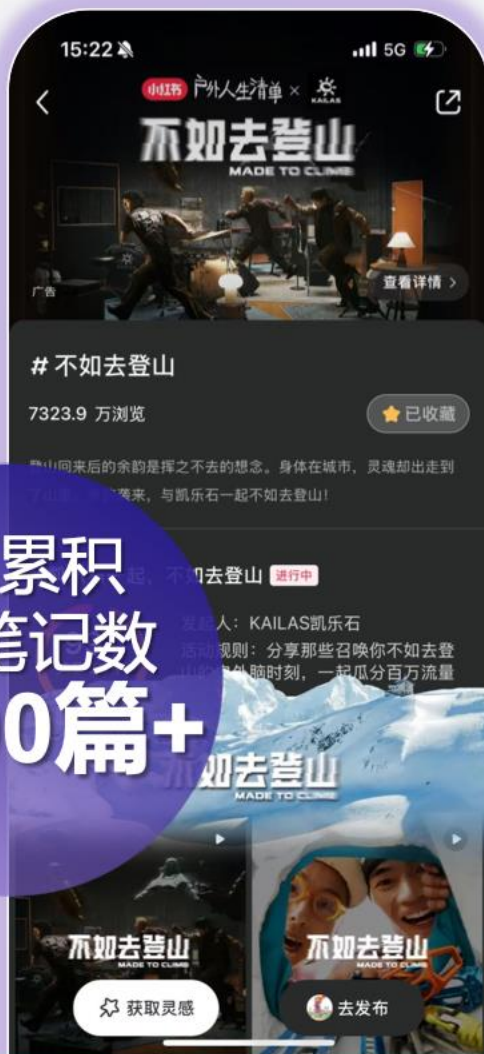 15:22
5G
小红书 户外人生清单 × KAILAS
不如去登山
MADE TO CLIMB
广告
查看详情 >
# 不如去登山
7323.9 万浏览
已收藏
登山回来后的余韵是挥之不去的想念。身体在城市，灵魂却出走到
袭来，与凯乐石一起不如去登山！
起，不如去登山 进行中
发起人：KAILAS凯乐石
活动规则：分享那些召唤你不如去登
外脑时刻，一起瓜分百万流量
累积
笔记数
0篇+
不如去登山
MADE TO CLIMB
不如去登山
MADE TO CLIMB
不如去登山
MADE TO CLIMB
获取灵感
去发布